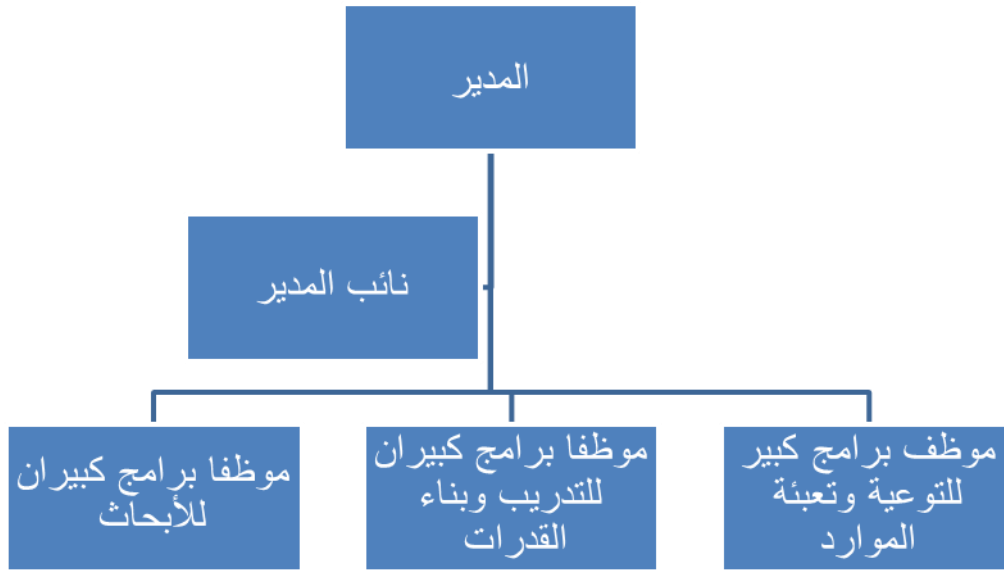 المدير
نائب المدير
موظف برامج كبير
للتوعية وتعبئة
الموارد
موظفا برامج كبيران
للتدريب وبناء
القدرات
موظفا برامج كبيران
للأبحاث